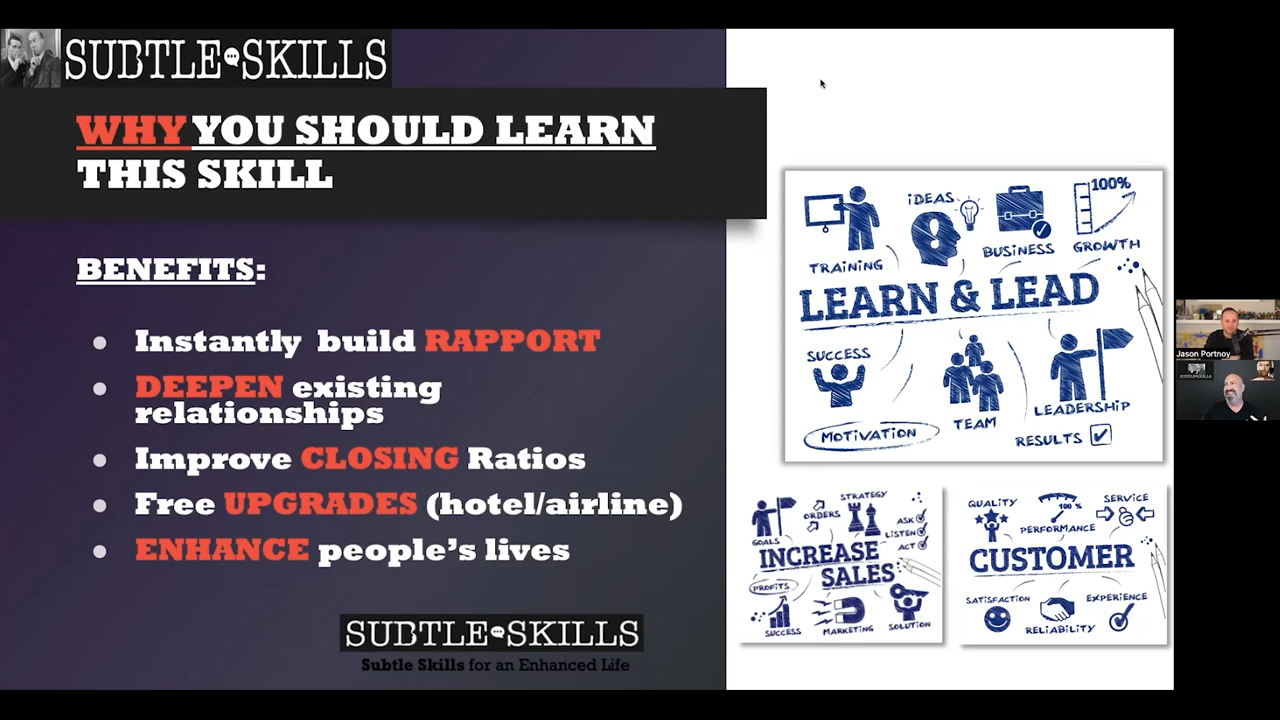 SUBTLE SKILLS
WHY YOU SHOULD LEARN
THIS SKILL
BENEFITS:
Instantly build RAPPORT
DEEPEN existing
relationships
Improve CLOSING Ratios
Free UPGRADES (hotel/airline)
ENHANCE people's lives
SUBTLE SKILLS
Subtle Skills for an Enhanced Life
TRAINING
iDEAS
BUSINESS
100%
GROWTH
LEARN & LEAD
SUCCESS
MOTIVATION
TEAM
LEADERSHIP
RESULTS
GOALS
ORDERS
STRATEGY
ASK
LISTEN
ACT
INCREASE
SALES
PROFITS
SUCCESS
MARKETING
SOLUTION
QUALITY
100 %
PERFORMANCE
SERVICE
CUSTOMER
SATISFACTION
RELIABILITY
EXPERIENCE
Jason Portnoy